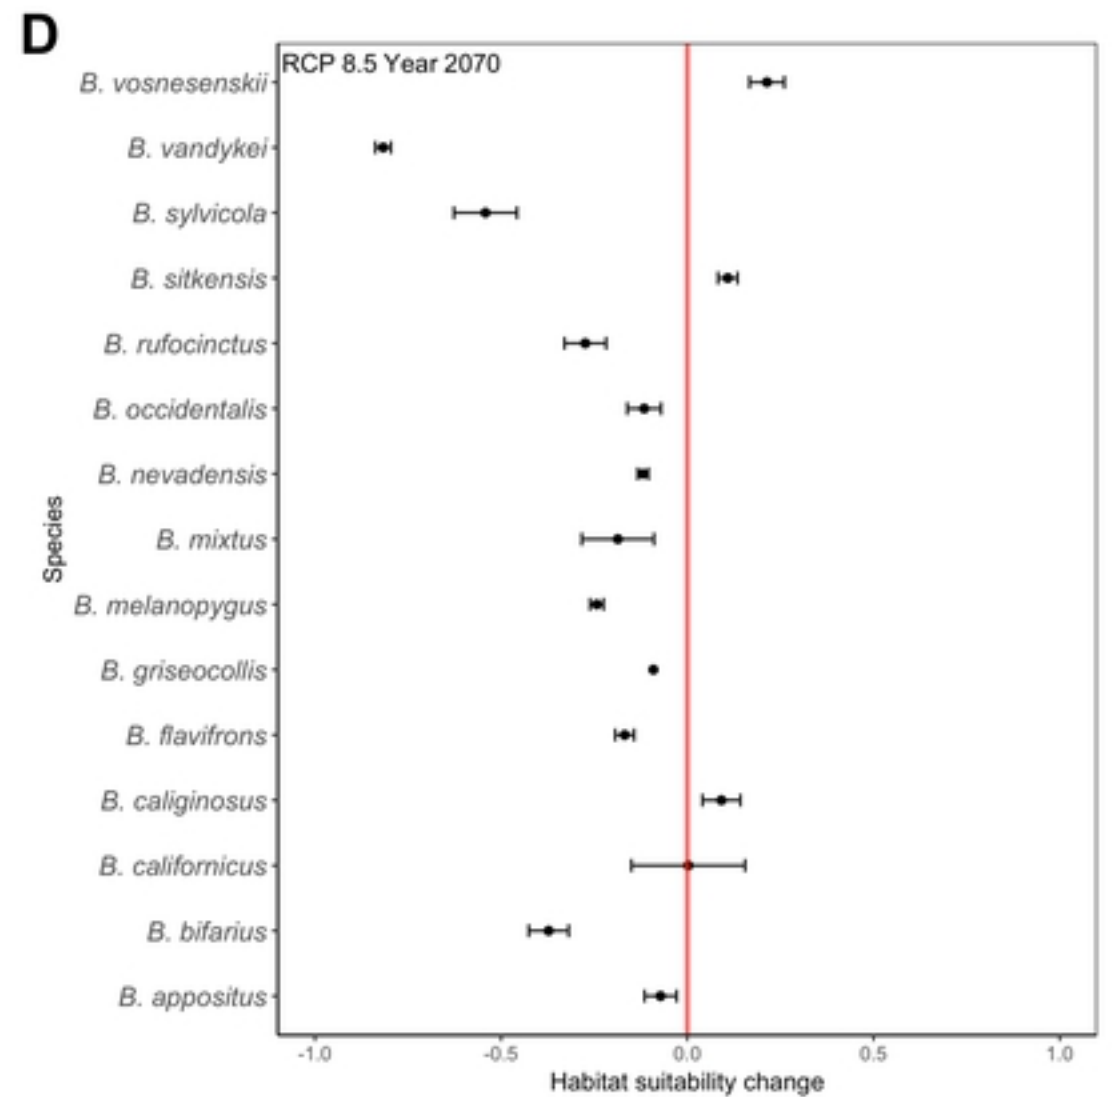 D
RCP 8.5 Year 2070
B. vosnesenskii
B. vandykei
B. sylvicola
B. sitkensis
B. rufocinctus
B. occidentalis
B. nevadensis
B. mixtus
B. melanopygus
B. griseocollis
B. flavifrons
B. caliginosus
B. californicus
B. bifarius
B. appositus
Species
-1.0 -0.5 0.0 0.5 1.0
Habitat suitability change